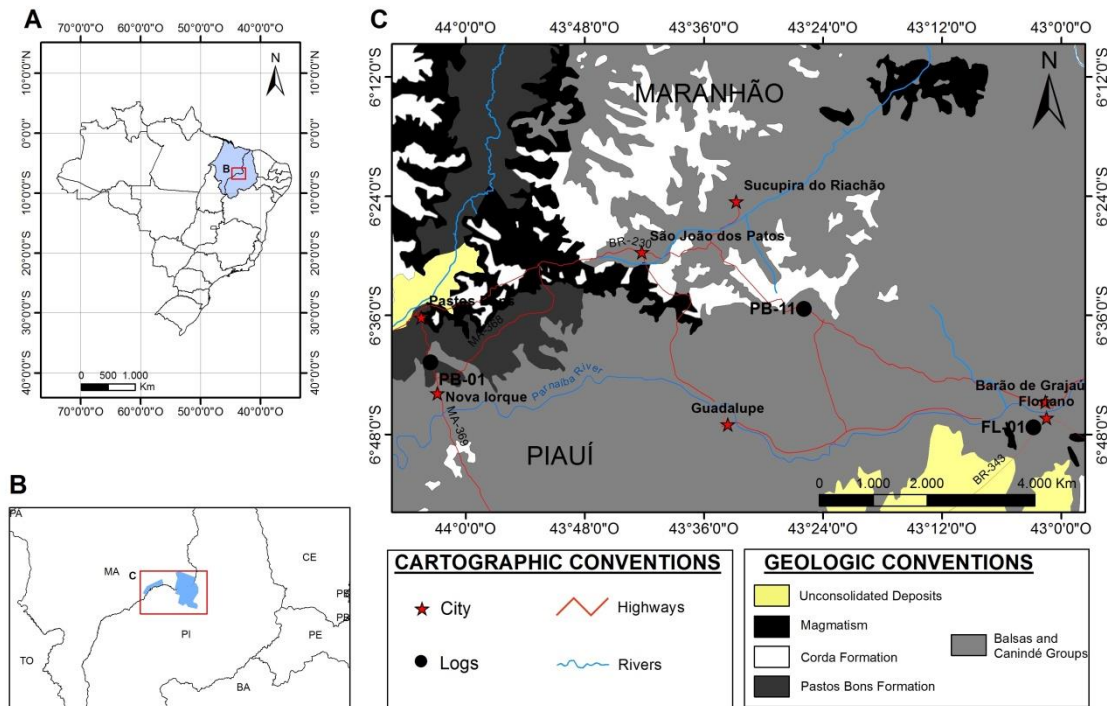 A
70°0'0"W 60°0'0"W 50°0'0"W 40°0'0"W
10°0'0"N
0°0'0"
10°0'0"S
20°0'0"S
30°0'0"S
40°0'0"S
10°0'0"N
0°0'0"
10°0'0"S
20°0'0"S
30°0'0"S
40°0'0"S
N
B
0 500 1.000
Km
70°0'0"W 60°0'0"W 50°0'0"W 40°0'0"W
B
PA
MA
C
CE
PI
PE
TO
BA
C
44°0'0"W 43°48'0"W 43°36'0"W 43°24'0"W 43°12'0"W 43°0'0"W
6°12'0"S
6°24'0"S
6°36'0"S
6°48'0"S
6°12'0"S
6°24'0"S
6°36'0"S
6°48'0"S
MARANHÃO
N
Sucupira do Riachão
BR-230
São João dos Patos
Pastos Bons
MA-368
PB-11
PB-01
Nova Iorque
Parnaíba River
Barão de Grajaú
Floriano
Guadalupe
FL-01
MA-369
PIAUÍ
BR-343
0 1.000 2.000 4.000 Km
44°0'0"W 43°48'0"W 43°36'0"W 43°24'0"W 43°12'0"W 43°0'0"W
CARTOGRAPHIC CONVENTIONS
City
Highways
Logs
Rivers
GEOLOGIC CONVENTIONS
Unconsolidated Deposits
Magmatism
Corda Formation
Pastos Bons Formation
Balsas and
Canindé Groups